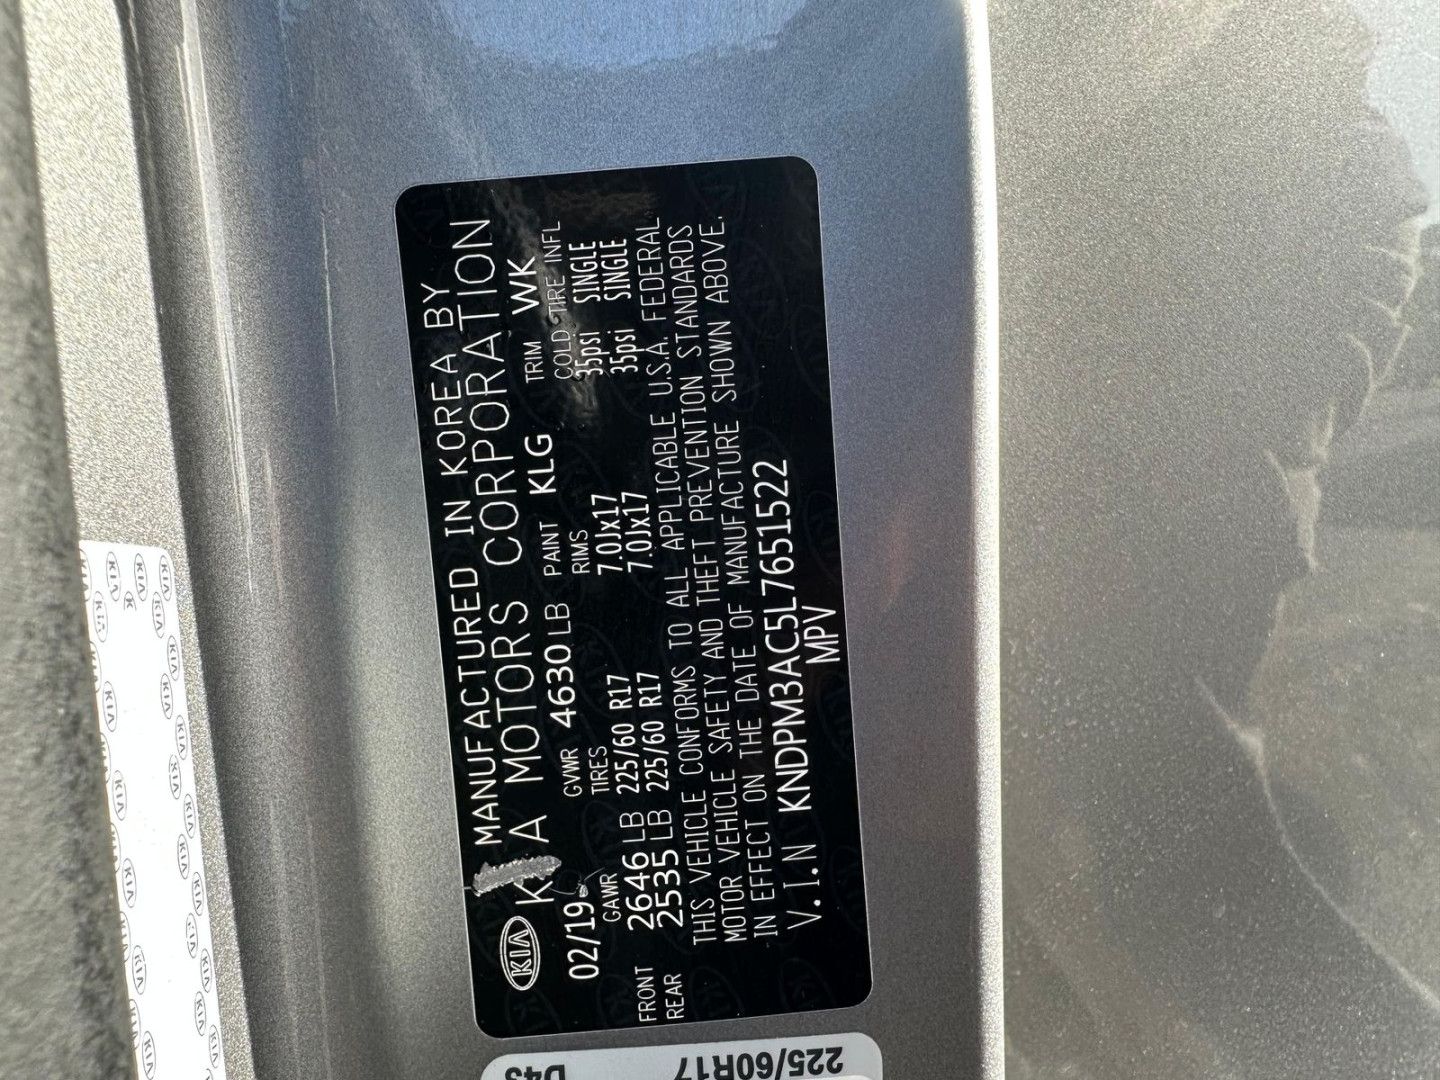 MANUFACTURED IN KOREA BY
KIA KIA MOTORS CORPORATION
02/19 GVWR 4630 LB PAINT KLG TRIM WK
GAWR TIRES RIMS COLD TIRE INFL
FRONT 2646 LB 225/60 R17 7.0Jx17 35psi SINGLE
REAR 2535 LB 225/60 R17 7.0Jx17 35psi SINGLE
THIS VEHICLE CONFORMS TO ALL APPLICABLE U.S.A. FEDERAL
MOTOR VEHICLE SAFETY AND THEFT PREVENTION STANDARDS
IN EFFECT ON THE DATE OF MANUFACTURE SHOWN ABOVE.
V.I.N KNDPM3AC5L7651522
MPV
225/60R17